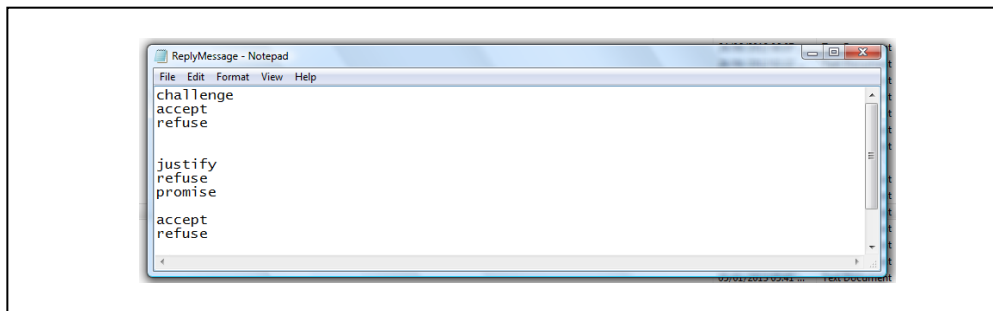 ReplyMessage - Notepad
File Edit Format View Help
challenge
accept
refuse
justify
refuse
promise
accept
refuse